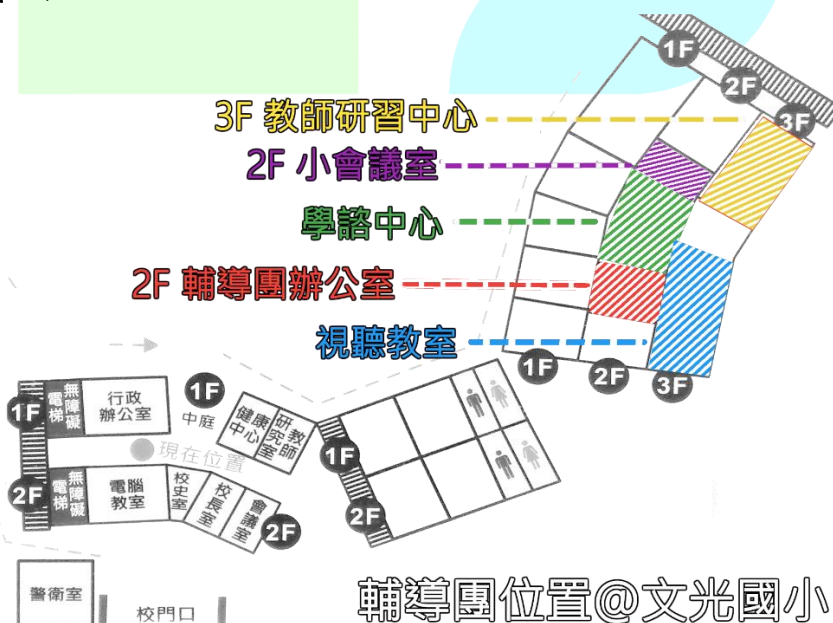 1F
2F
3F
3F 教師研習中心
2F 小會議室
學諮中心
2F 輔導團辦公室
視聽教室
1F
2F
3F
1F
無障礙電梯
行政辦公室
1F
中庭
健康中心
教師研究室
現在位置
1F
2F
無障礙電梯
電腦教室
校史室
校長室
會議室
2F
2F
警衛室
校門口
輔導團位置@文光國小